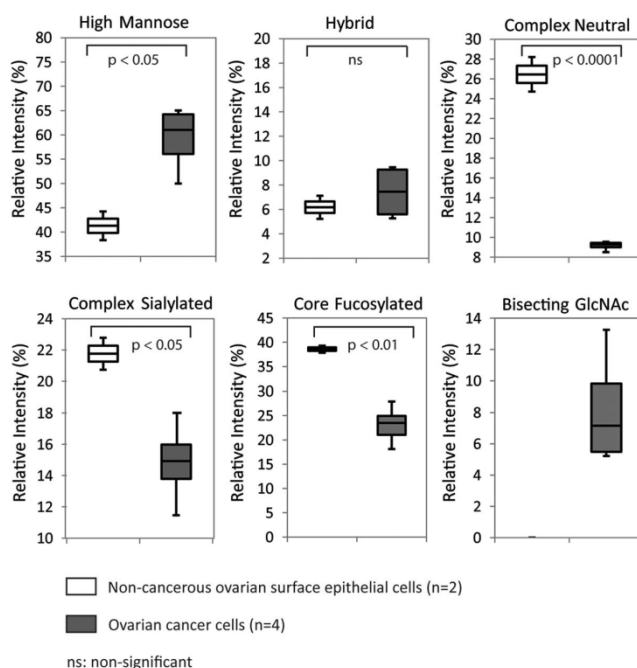 High Mannose
Relative Intensity (%)
80
75
70
65
60
55
50
45
40
35
p < 0.05
Hybrid
Relative Intensity (%)
20
18
16
14
12
10
8
6
4
2
ns
Complex Neutral
Relative Intensity (%)
30
28
26
24
22
20
18
16
14
12
10
8
p < 0.0001
Complex Sialylated
Relative Intensity (%)
24
22
20
18
16
14
12
10
p < 0.05
Core Fucosylated
Relative Intensity (%)
45
40
35
30
25
20
15
10
5
0
p < 0.01
Bisecting GlcNAc
Relative Intensity (%)
14
12
10
8
6
4
2
0
Non-cancerous ovarian surface epithelial cells (n=2)
Ovarian cancer cells (n=4)
ns: non-significant